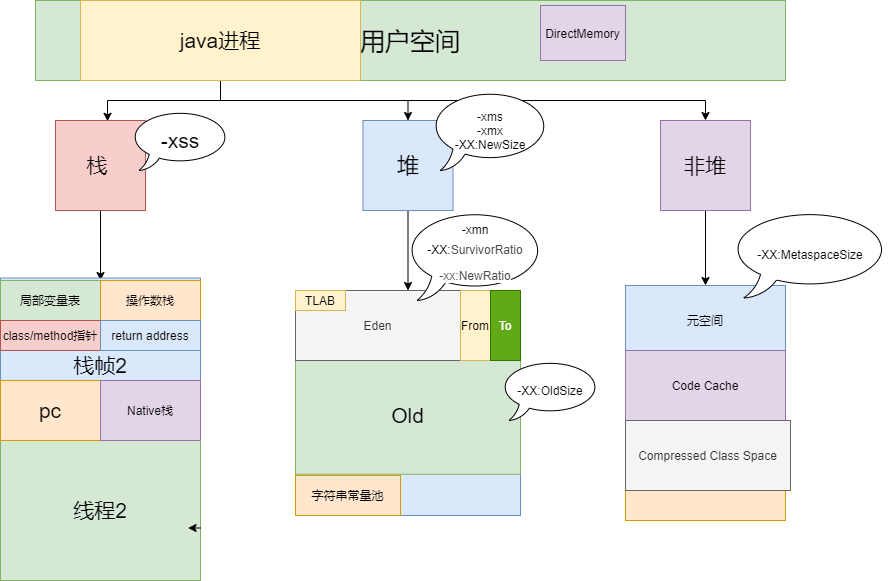 java进程
用户空间
DirectMemory
栈
-xss
堆
-xms
-xmx
-XX:NewSize
非堆
-xmn
-XX:SurvivorRatio
-xx:NewRatio
-XX:MetaspaceSize
局部变量表
操作数栈
class/method指针
return address
栈帧2
pc
Native栈
线程2
TLAB
Eden
From
To
-XX:OldSize
Old
字符串常量池
元空间
Code Cache
Compressed Class Space